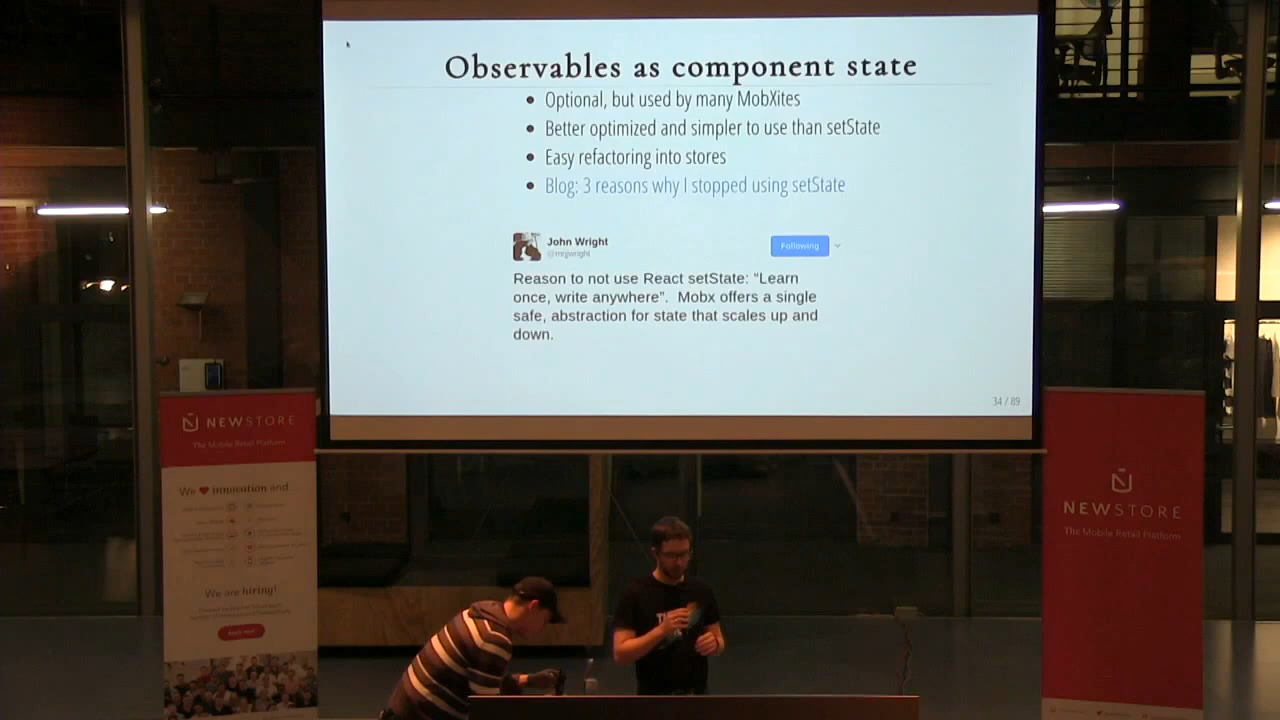 Observables as component state
Optional, but used by many MobXites
Better optimized and simpler to use than setState
Easy refactoring into stores
Blog: 3 reasons why I stopped using setState
John Wright
@mrjjwright
Following
Reason to not use React setState: “Learn
once, write anywhere”. Mobx offers a single
safe, abstraction for state that scales up and
down.
34 / 89
NEWSTORE
The Mobile Retail Platform
We ♥ innovation and
We are hiring!
Apply now
NEWSTORE
The Mobile Retail Platform